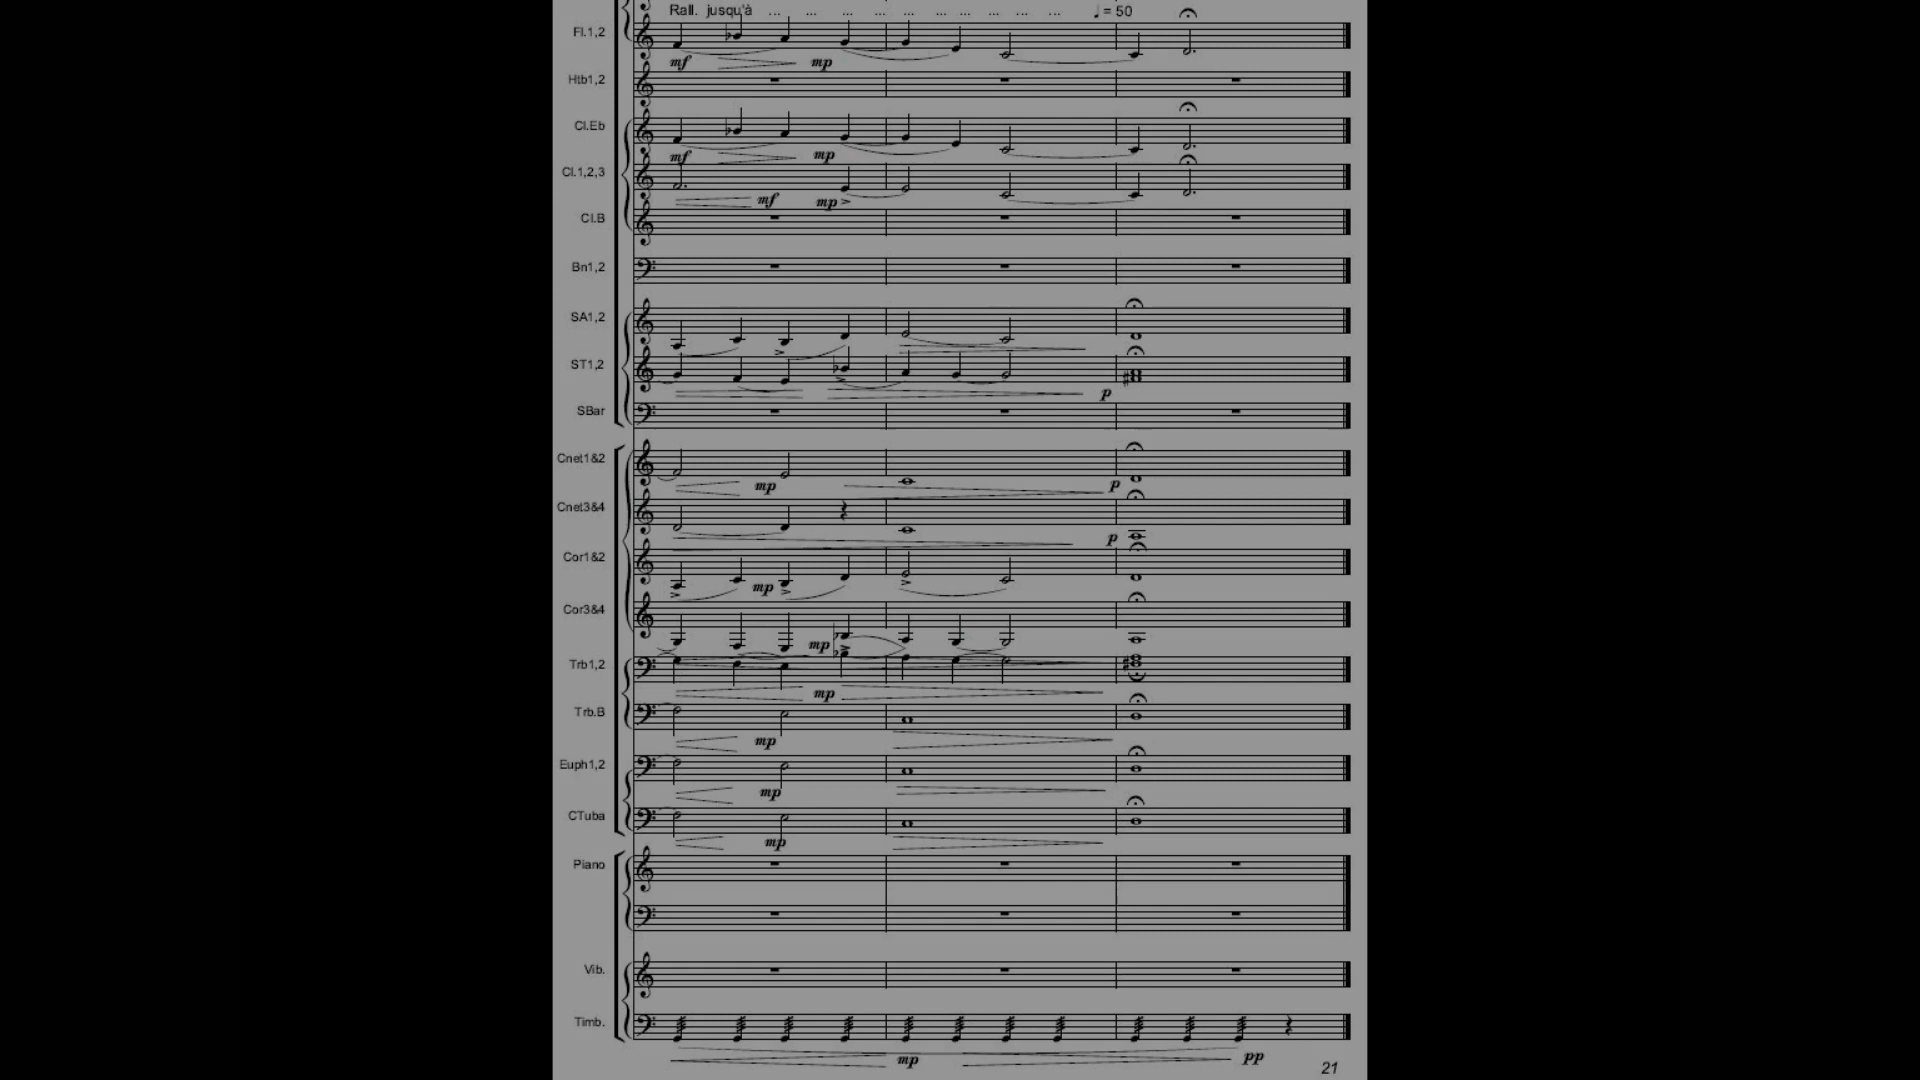 Rall. jusqu'à ... ... ... ... ... ... ... ... ... ... ♩ = 50
Fl.1,2
mf mp
Htb1,2
Cl.Eb
mf mp
Cl.1,2,3
mf mp
Cl.B
Bn1,2
SA1,2
ST1,2
p
SBar
Cnet1&2
mp p
Cnet3&4
p
Cor1&2
mp
Cor3&4
mp
Trb1,2
mp
Trb.B
mp
Euph1,2
mp
CTuba
mp
Piano
Vib.
Timb.
mp pp
21